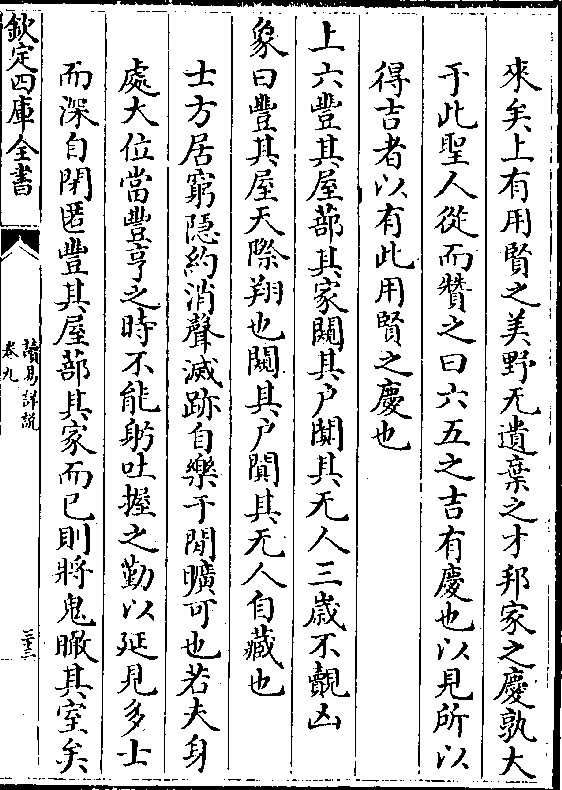 來矣上有用賢之美野无遺棄之才邦家之慶孰大
于此聖人從而贊之曰六五之吉有慶也以見所以
得吉者以有此用賢之慶也
上六豐其屋蔀其家闚其戶闃其无人三歲不覿凶
象曰豐其屋天際翔也闚其戶闃其无人自藏也
士方居窮隱約消聲滅跡自樂于閒曠可也若夫身
處大位當豐亨之時不能躬吐握之勤以延見多士
而深自閉匿豐其屋蔀其家而已則將鬼瞰其室矣
欽定四庫全書
讀易詳說
卷九
三十三